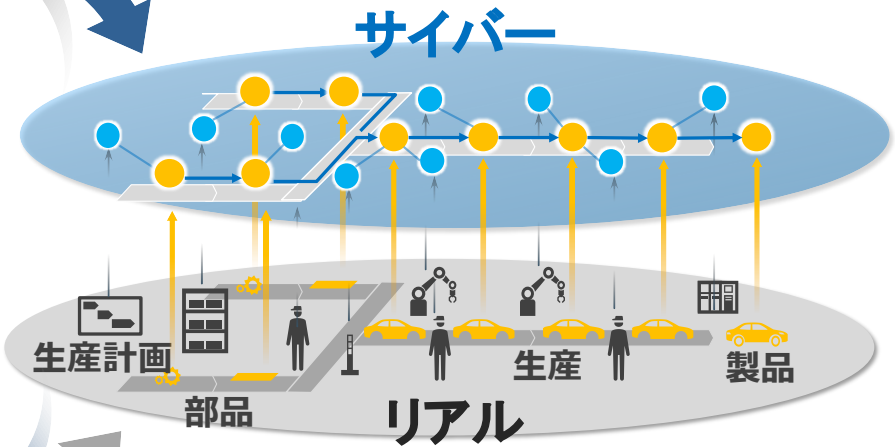 サイバー
生産計画
部品
生産
製品
リアル